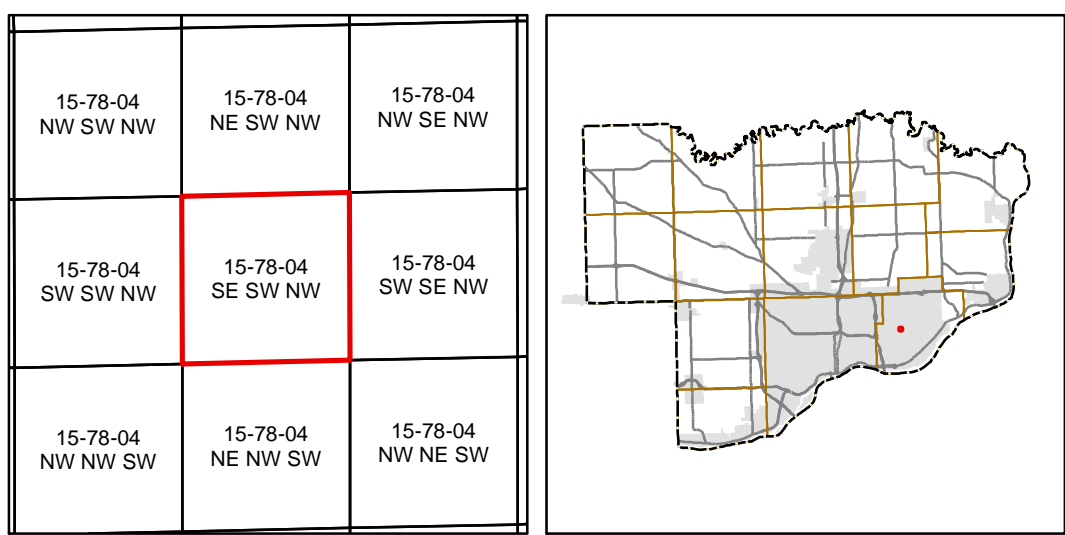 15-78-04
NW SW NW
15-78-04
NE SW NW
15-78-04
NW SE NW
15-78-04
SW SW NW
15-78-04
SE SW NW
15-78-04
SW SE NW
15-78-04
NW NW SW
15-78-04
NE NW SW
15-78-04
NW NE SW